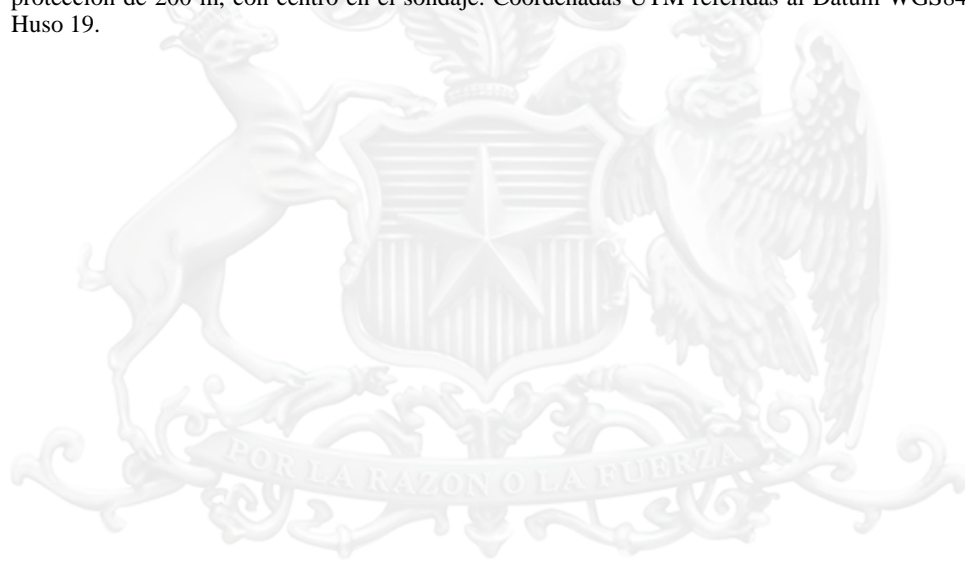 protección de 200 m, con centro en el sondaje. Coordenadas UTM referidas al Datum WGS84
Huso 19.
POR LA RAZON O LA FUERZA